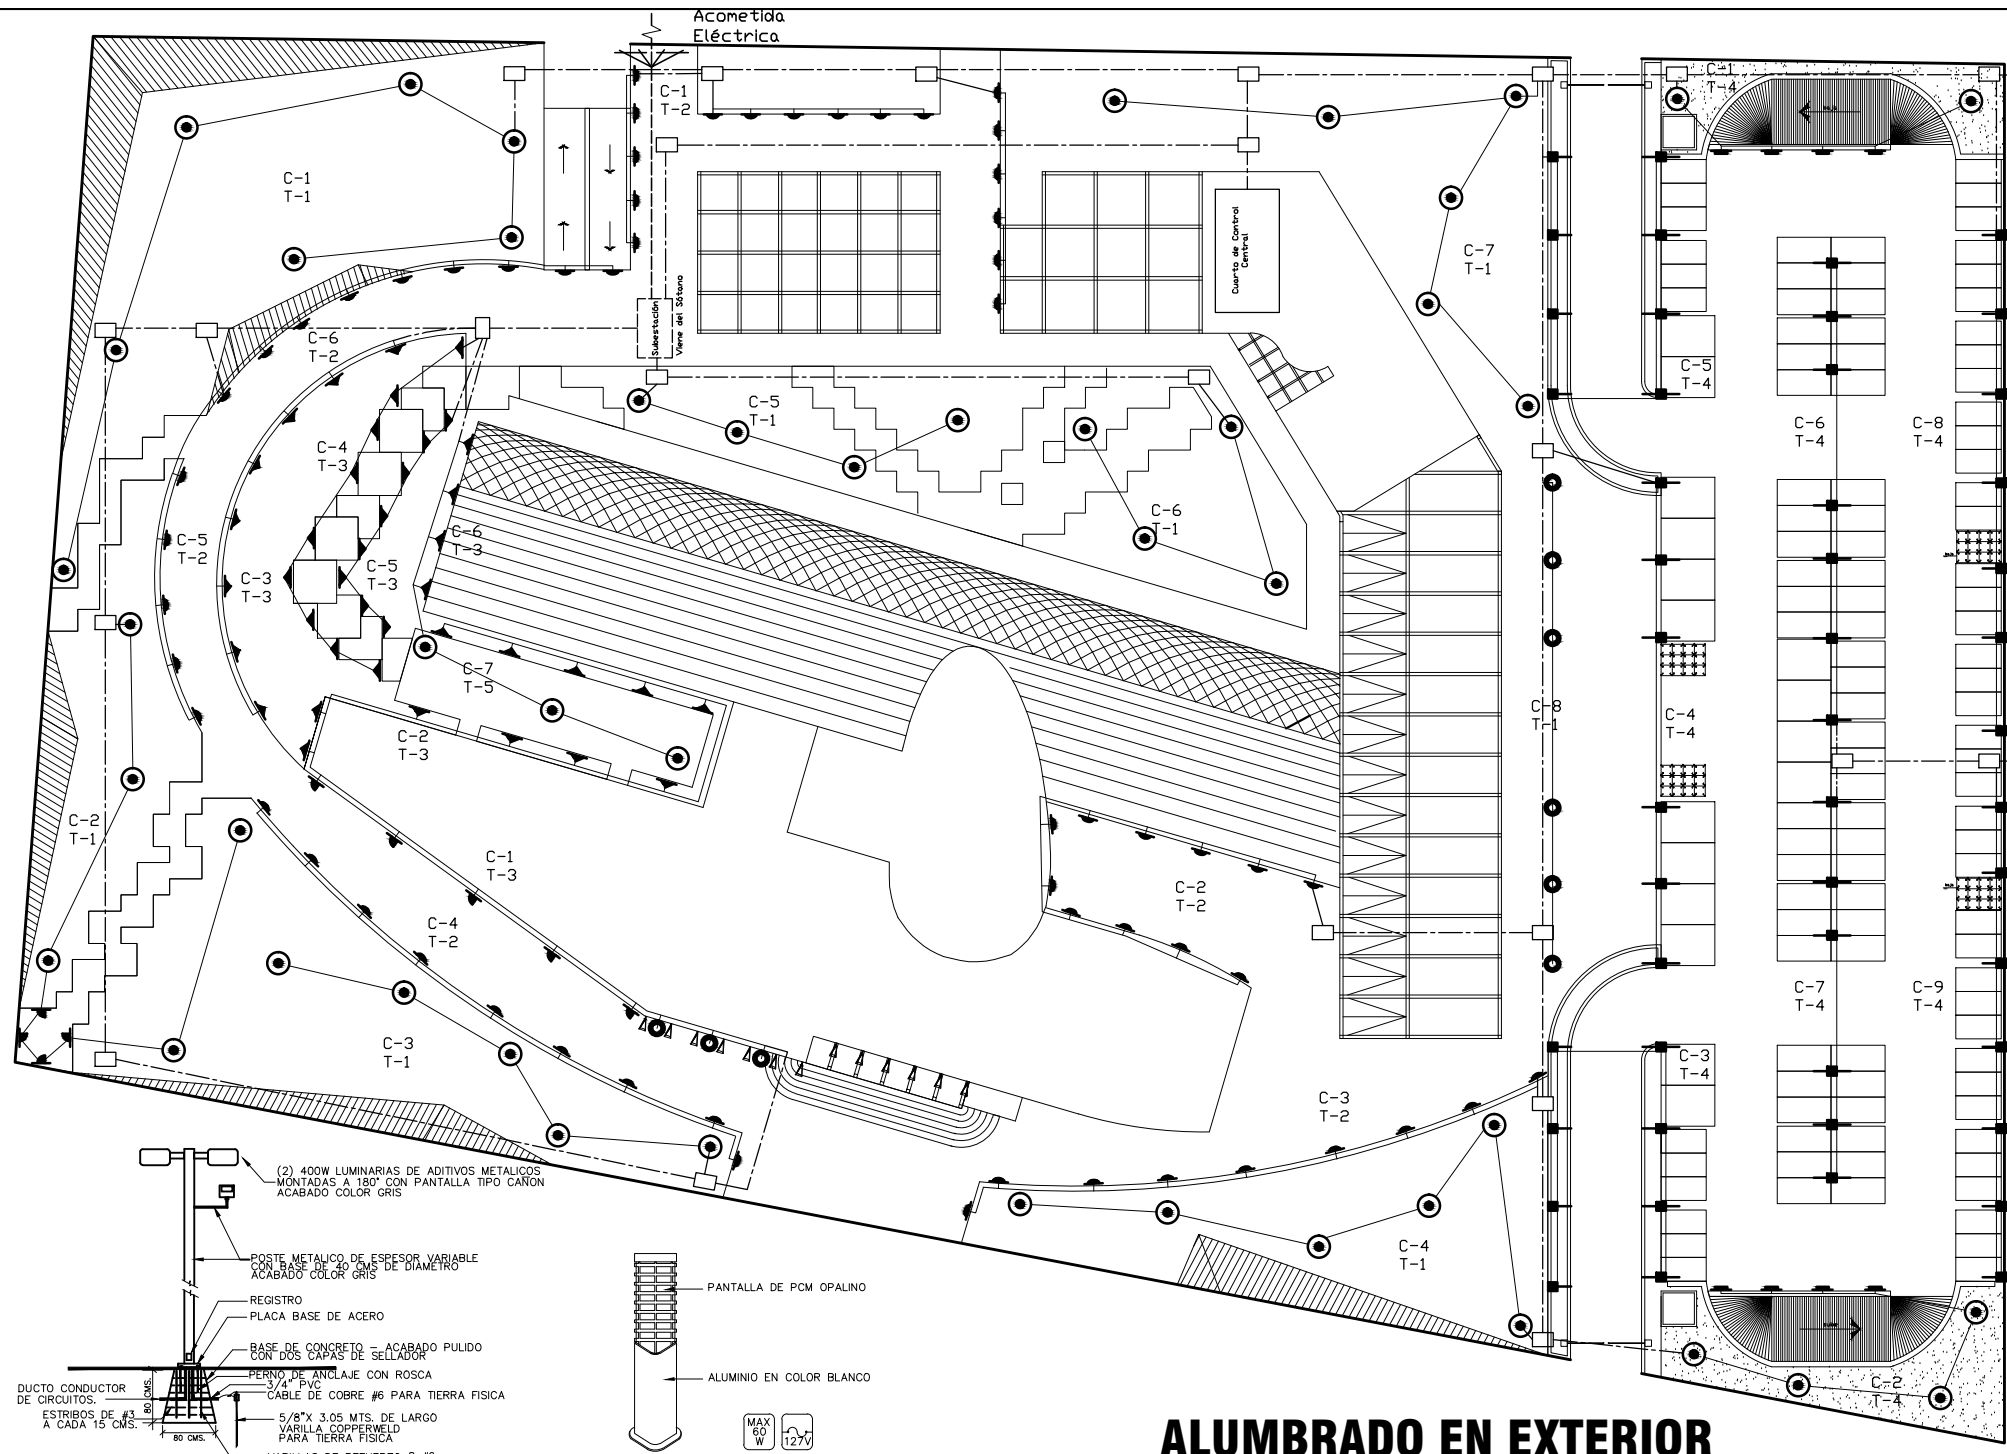 Acometida
Eléctrica
C-1
T-2
C-1
T-4
C-1
T-1
C-7
T-1
Cuarto de Control
Central
Subestación
Viene del Sótano
C-6
T-2
C-5
T-1
C-5
T-4
C-6
T-4
C-8
T-4
C-4
T-3
C-6
T-1
C-6
T-3
C-5
T-2
C-3
T-3
C-5
T-3
C-7
T-5
C-2
T-3
C-8
T-1
C-4
T-4
C-2
T-1
C-1
T-3
C-2
T-2
C-4
T-2
C-7
T-4
C-9
T-4
C-3
T-1
C-3
T-4
C-3
T-2
C-4
T-1
C-2
T-4
(2) 400W LUMINARIAS DE ADITIVOS METALICOS
MONTADAS A 180° CON PANTALLA TIPO CAÑON
ACABADO COLOR GRIS
POSTE METALICO DE ESPESOR VARIABLE
CON BASE DE 40 CMS DE DIAMETRO
ACABADO COLOR GRIS
REGISTRO
PLACA BASE DE ACERO
BASE DE CONCRETO – ACABADO PULIDO
CON DOS CAPAS DE SELLADOR
PERNO DE ANCLAJE CON ROSCA
3/4" PVC
CABLE DE COBRE #6 PARA TIERRA FISICA
DUCTO CONDUCTOR
DE CIRCUITOS.
ESTRIBOS DE #3
A CADA 15 CMS.
80 CMS.
80 CMS.
5/8"X 3.05 MTS. DE LARGO
VARILLA COPPERWELD
PARA TIERRA FISICA
PANTALLA DE PCM OPALINO
ALUMINIO EN COLOR BLANCO
MAX
60
W
127V
ALUMBRADO EN EXTERIOR